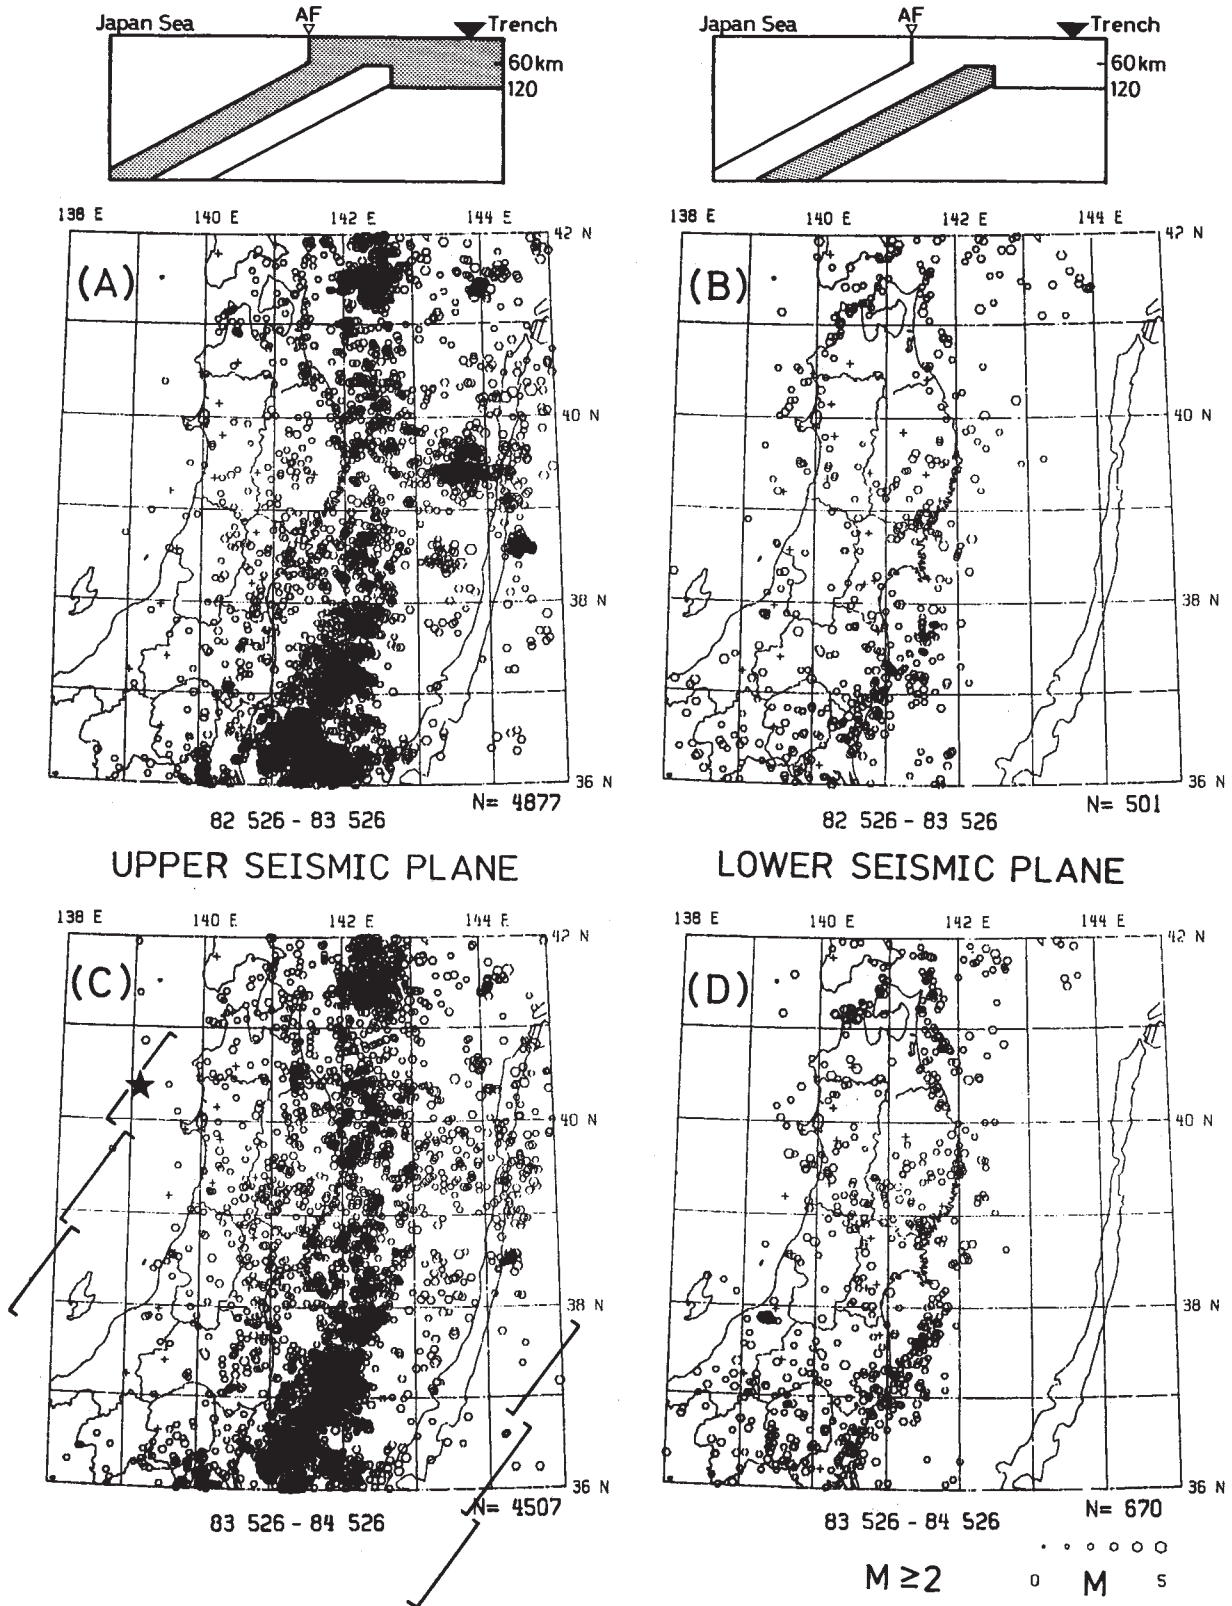 AF
Japan Sea
Trench
60km
120
AF
Japan Sea
Trench
60km
120
138 E 140 E 142 E 144 E
42 N
(A)
40 N
38 N
36 N
N= 4877
82 526 - 83 526
138 E 140 E 142 E 144 E
42 N
(B)
40 N
38 N
36 N
N= 501
82 526 - 83 526
UPPER SEISMIC PLANE
LOWER SEISMIC PLANE
138 E 140 E 142 E 144 E
42 N
(C)
40 N
38 N
36 N
N= 4507
83 526 - 84 526
138 E 140 E 142 E 144 E
42 N
(D)
40 N
38 N
36 N
N= 670
83 526 - 84 526
M ≥ 2
0 M 5